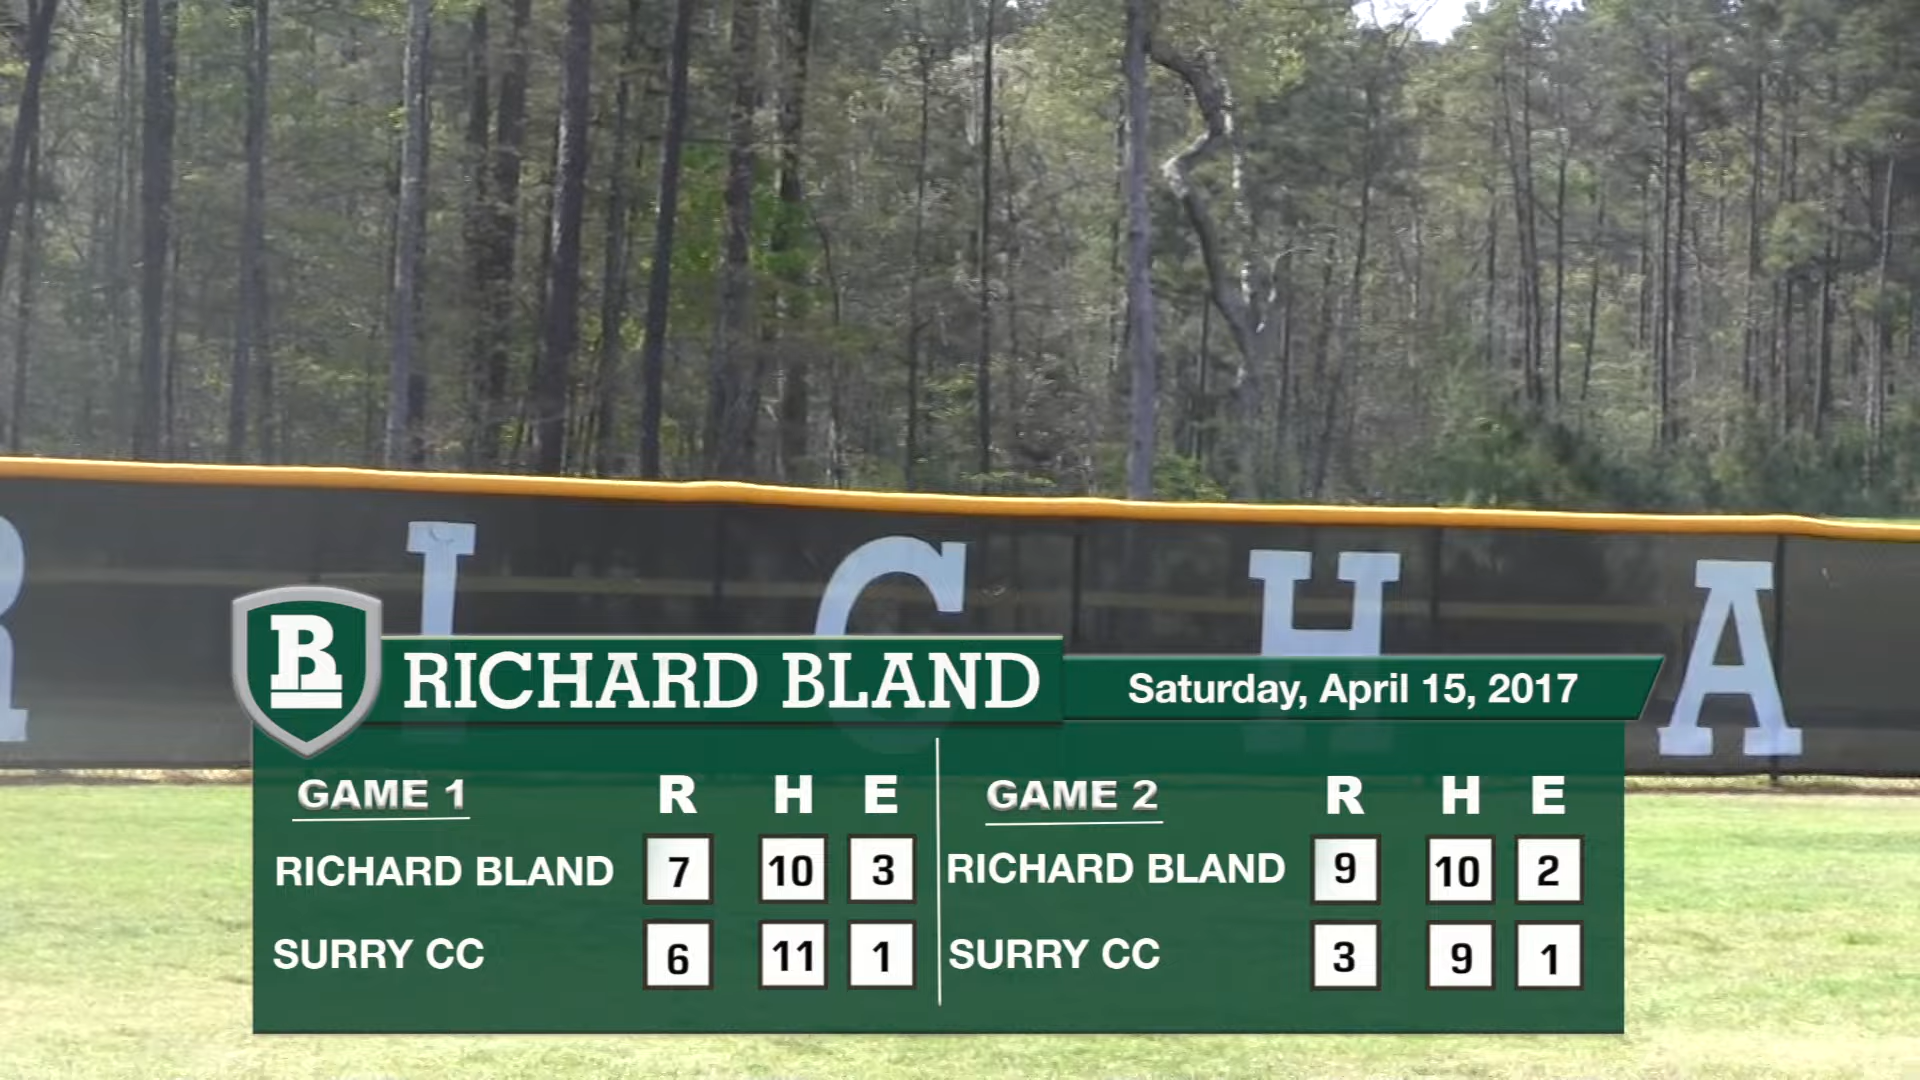 R I C H A
B
RICHARD BLAND
Saturday, April 15, 2017
GAME 1 R H E
RICHARD BLAND 7 10 3
SURRY CC 6 11 1
GAME 2 R H E
RICHARD BLAND 9 10 2
SURRY CC 3 9 1